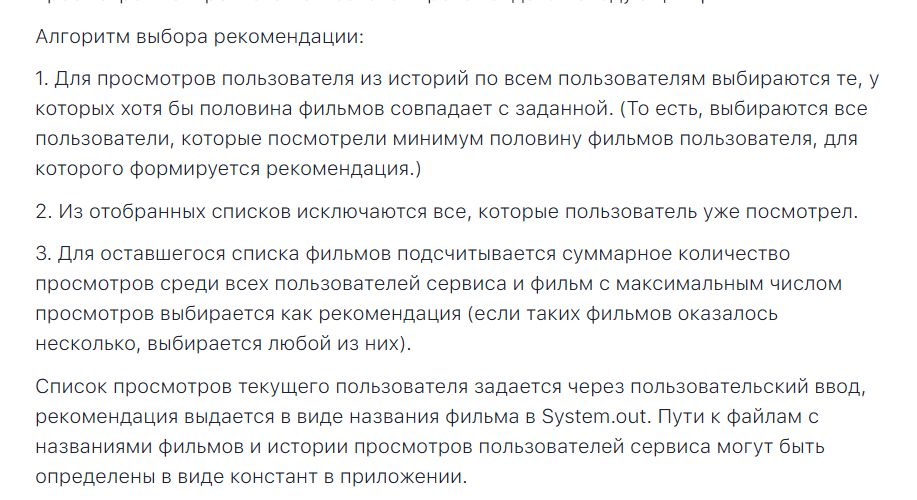 Алгоритм выбора рекомендации:
1. Для просмотров пользователя из историй по всем пользователям выбираются те, у
которых хотя бы половина фильмов совпадает с заданной. (То есть, выбираются все
пользователи, которые посмотрели минимум половину фильмов пользователя, для
которого формируется рекомендация.)
2. Из отобранных списков исключаются все, которые пользователь уже посмотрел.
3. Для оставшегося списка фильмов подсчитывается суммарное количество
просмотров среди всех пользователей сервиса и фильм с максимальным числом
просмотров выбирается как рекомендация (если таких фильмов оказалось
несколько, выбирается любой из них).
Список просмотров текущего пользователя задается через пользовательский ввод,
рекомендация выдается в виде названия фильма в System.out. Пути к файлам с
названиями фильмов и истории просмотров пользователей сервиса могут быть
определены в виде констант в приложении.